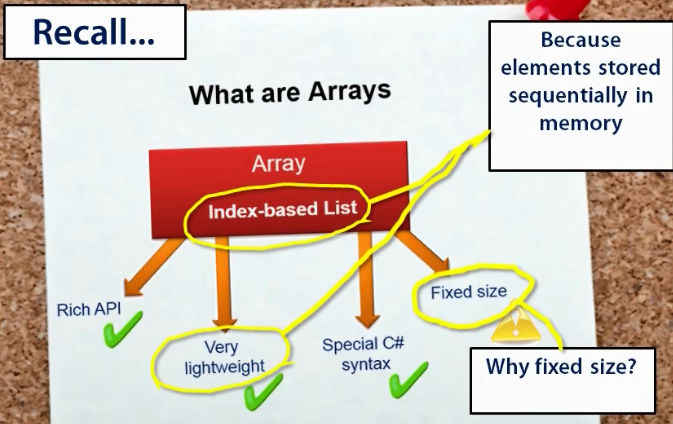 Recall...
What are Arrays
Because
elements stored
sequentially in
memory
Array
Index-based List
Rich API
Very
lightweight
Special C#
syntax
Fixed size
Why fixed size?